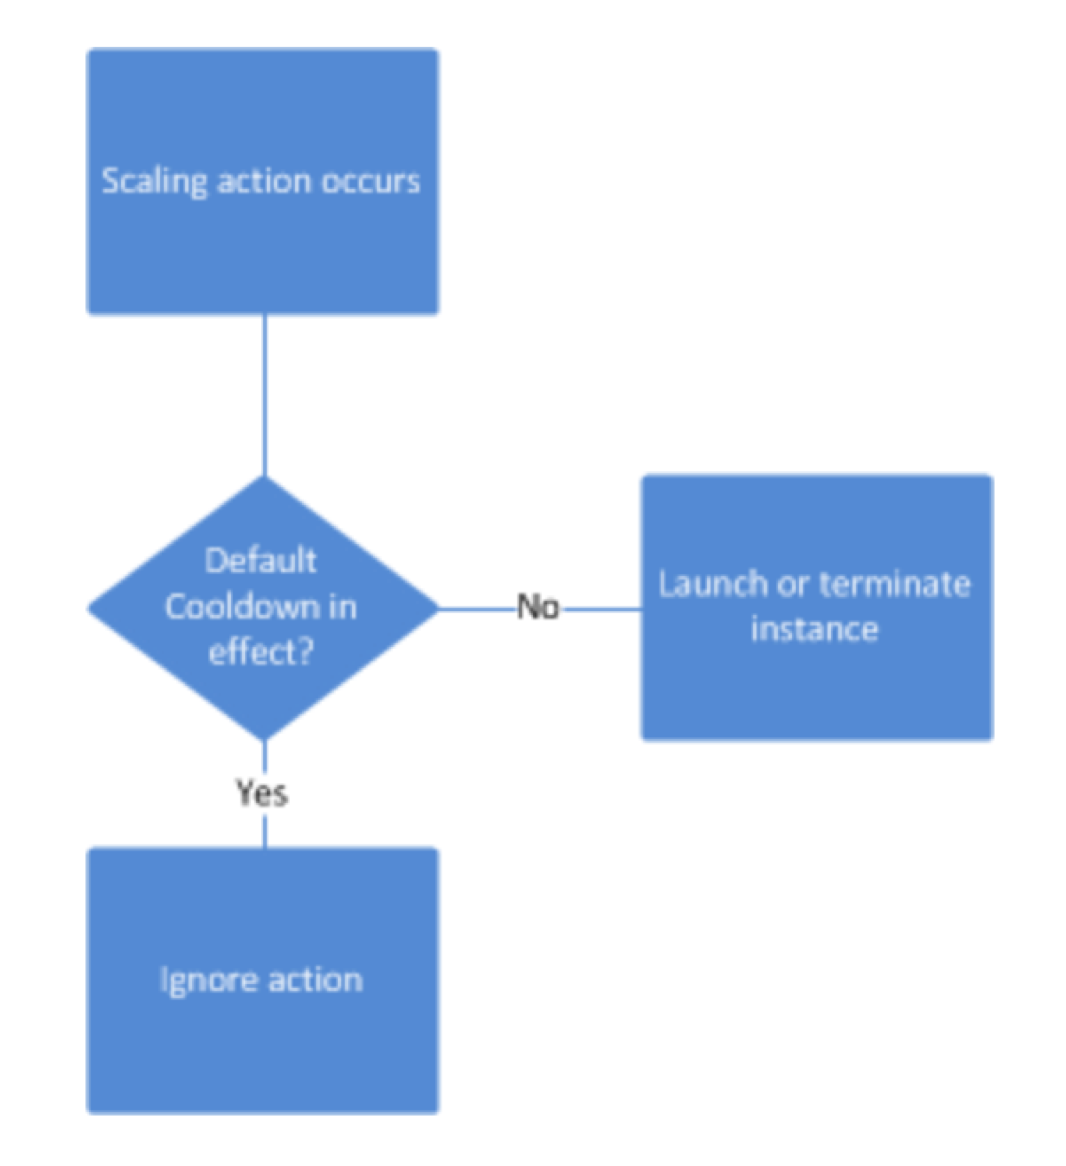 Scaling action occurs
Default
Cooldown in
effect?
No
Launch or terminate
instance
Yes
Ignore action